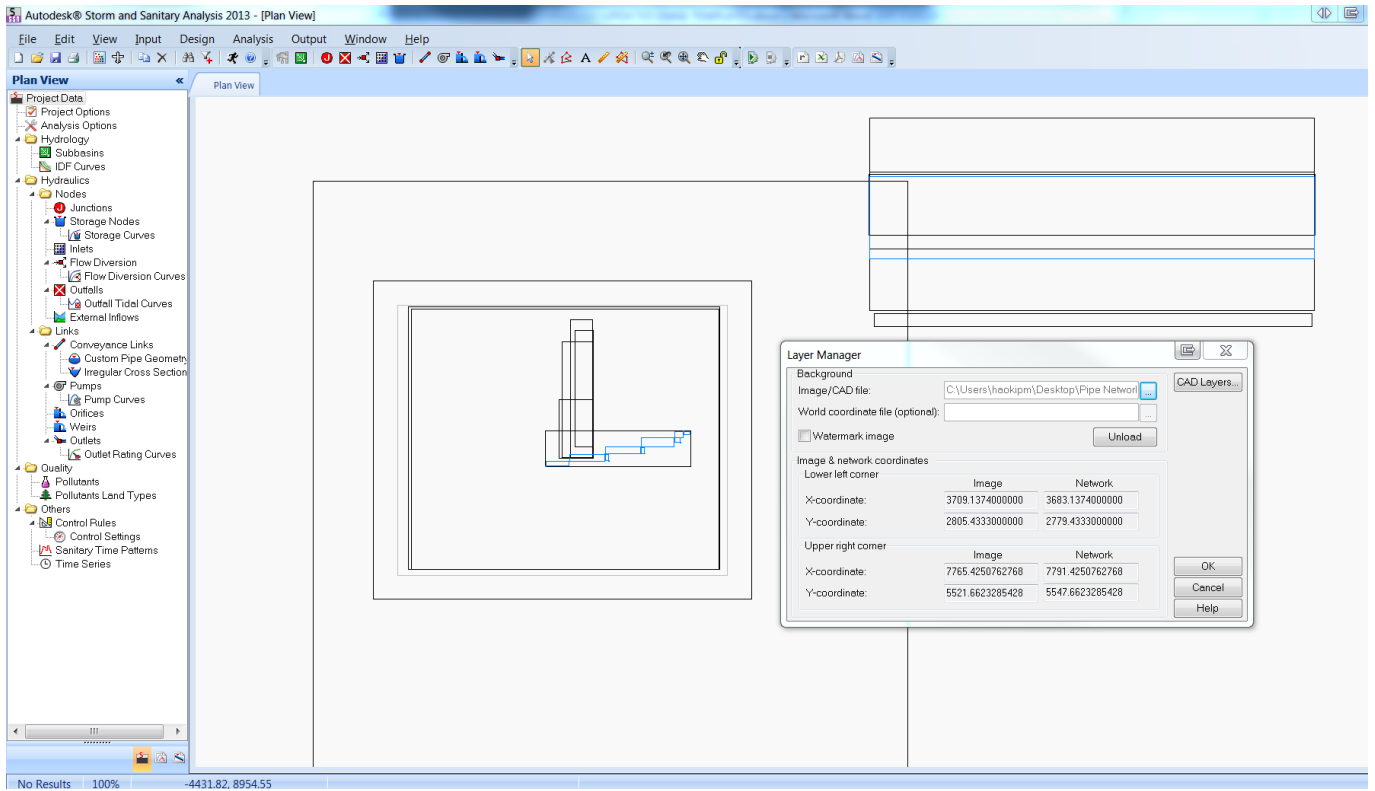 Autodesk® Storm and Sanitary Analysis 2013 - [Plan View]
File Edit View Input Design Analysis Output Window Help
Plan View «
Plan View
Project Data
Project Options
Analysis Options
Hydrology
Subbasins
IDF Curves
Hydraulics
Nodes
Junctions
Storage Nodes
Storage Curves
Inlets
Flow Diversion
Flow Diversion Curves
Outfalls
Outfall Tidal Curves
External Inflows
Links
Conveyance Links
Custom Pipe Geometry
Irregular Cross Section
Pumps
Pump Curves
Orifices
Weirs
Outlets
Outlet Rating Curves
Quality
Pollutants
Pollutants Land Types
Others
Control Rules
Control Settings
Sanitary Time Patterns
Time Series
Layer Manager
Background
Image/CAD file: C:\Users\haokipm\Desktop\Pipe Networl ... CAD Layers...
World coordinate file (optional): ...
Watermark image Unload
Image & network coordinates
Lower left corner
Image Network
X-coordinate: 3709.1374000000 3683.1374000000
Y-coordinate: 2805.4333000000 2779.4333000000
Upper right corner
Image Network
X-coordinate: 7765.4250762768 7791.4250762768
Y-coordinate: 5521.6623285428 5547.6623285428
OK
Cancel
Help
No Results 100% -4431.82, 8954.55